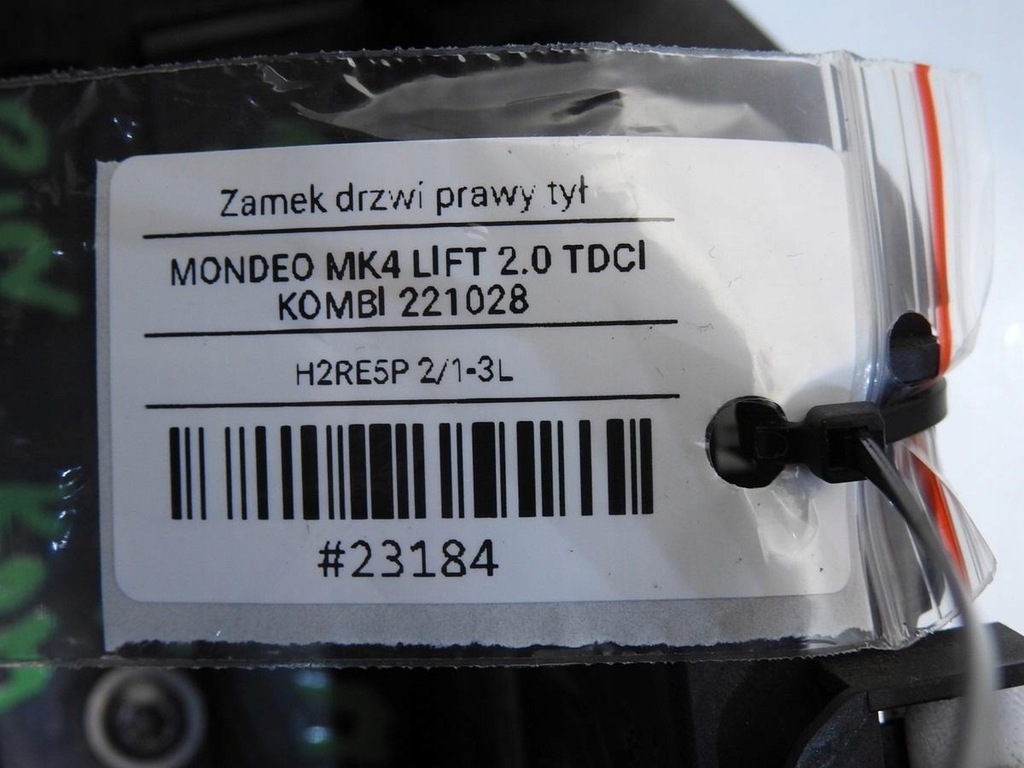 Zamek drzwi prawy tył
MONDEO MK4 LIFT 2.0 TDCI
KOMBI 221028
H2RE5P 2/1-3L
#23184